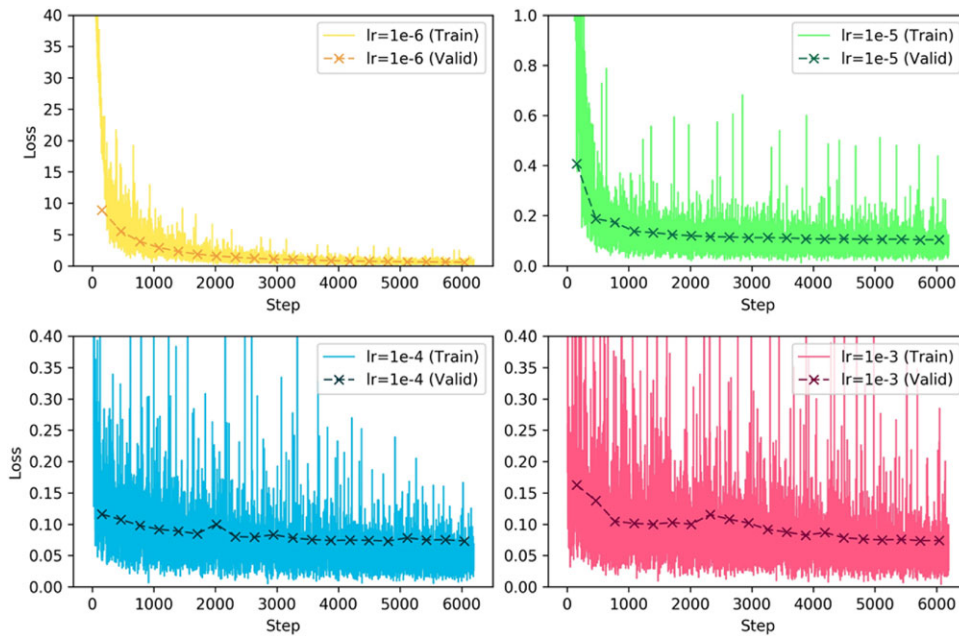 40
35
30
25
20
15
10
5
0
Loss
lr=1e-6 (Train)
lr=1e-6 (Valid)
0 1000 2000 3000 4000 5000 6000
Step
1.0
0.8
0.6
0.4
0.2
0.0
lr=1e-5 (Train)
lr=1e-5 (Valid)
0 1000 2000 3000 4000 5000 6000
Step
0.40
0.35
0.30
0.25
0.20
0.15
0.10
0.05
0.00
Loss
lr=1e-4 (Train)
lr=1e-4 (Valid)
0 1000 2000 3000 4000 5000 6000
Step
0.40
0.35
0.30
0.25
0.20
0.15
0.10
0.05
0.00
lr=1e-3 (Train)
lr=1e-3 (Valid)
0 1000 2000 3000 4000 5000 6000
Step